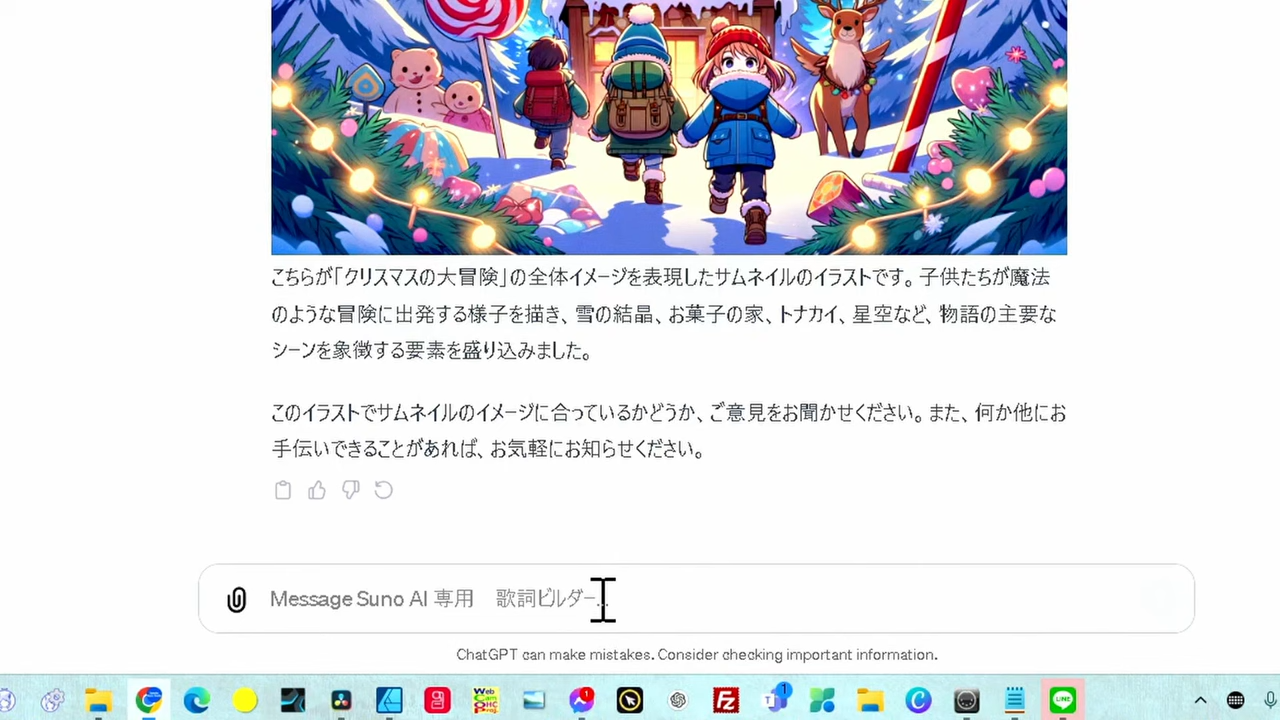 こちらが「クリスマスの大冒険」の全体イメージを表現したサムネイルのイラストです。子供たちが魔法
のような冒険に出発する様子を描き、雪の結晶、お菓子の家、トナカイ、星空など、物語の主要な
シーンを象徴する要素を盛り込みました。
このイラストでサムネイルのイメージに合っているかどうか、ご意見をお聞かせください。また、何か他にお
手伝いできることがあれば、お気軽にお知らせください。
Message Suno AI 専用　歌詞ビルダー…
ChatGPT can make mistakes. Consider checking important information.
Web
Cam
Fz
1
T
1
C
LINE